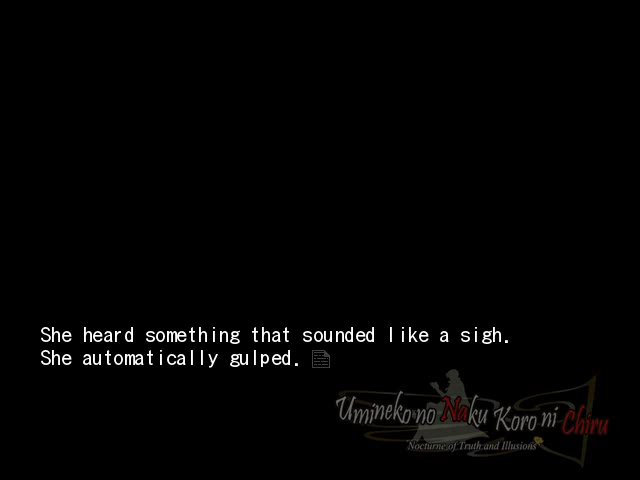 She heard something that sounded like a sigh.
She automatically gulped.
Umineko no Naku Koro ni Chiru
Nocturne of Truth and Illusions